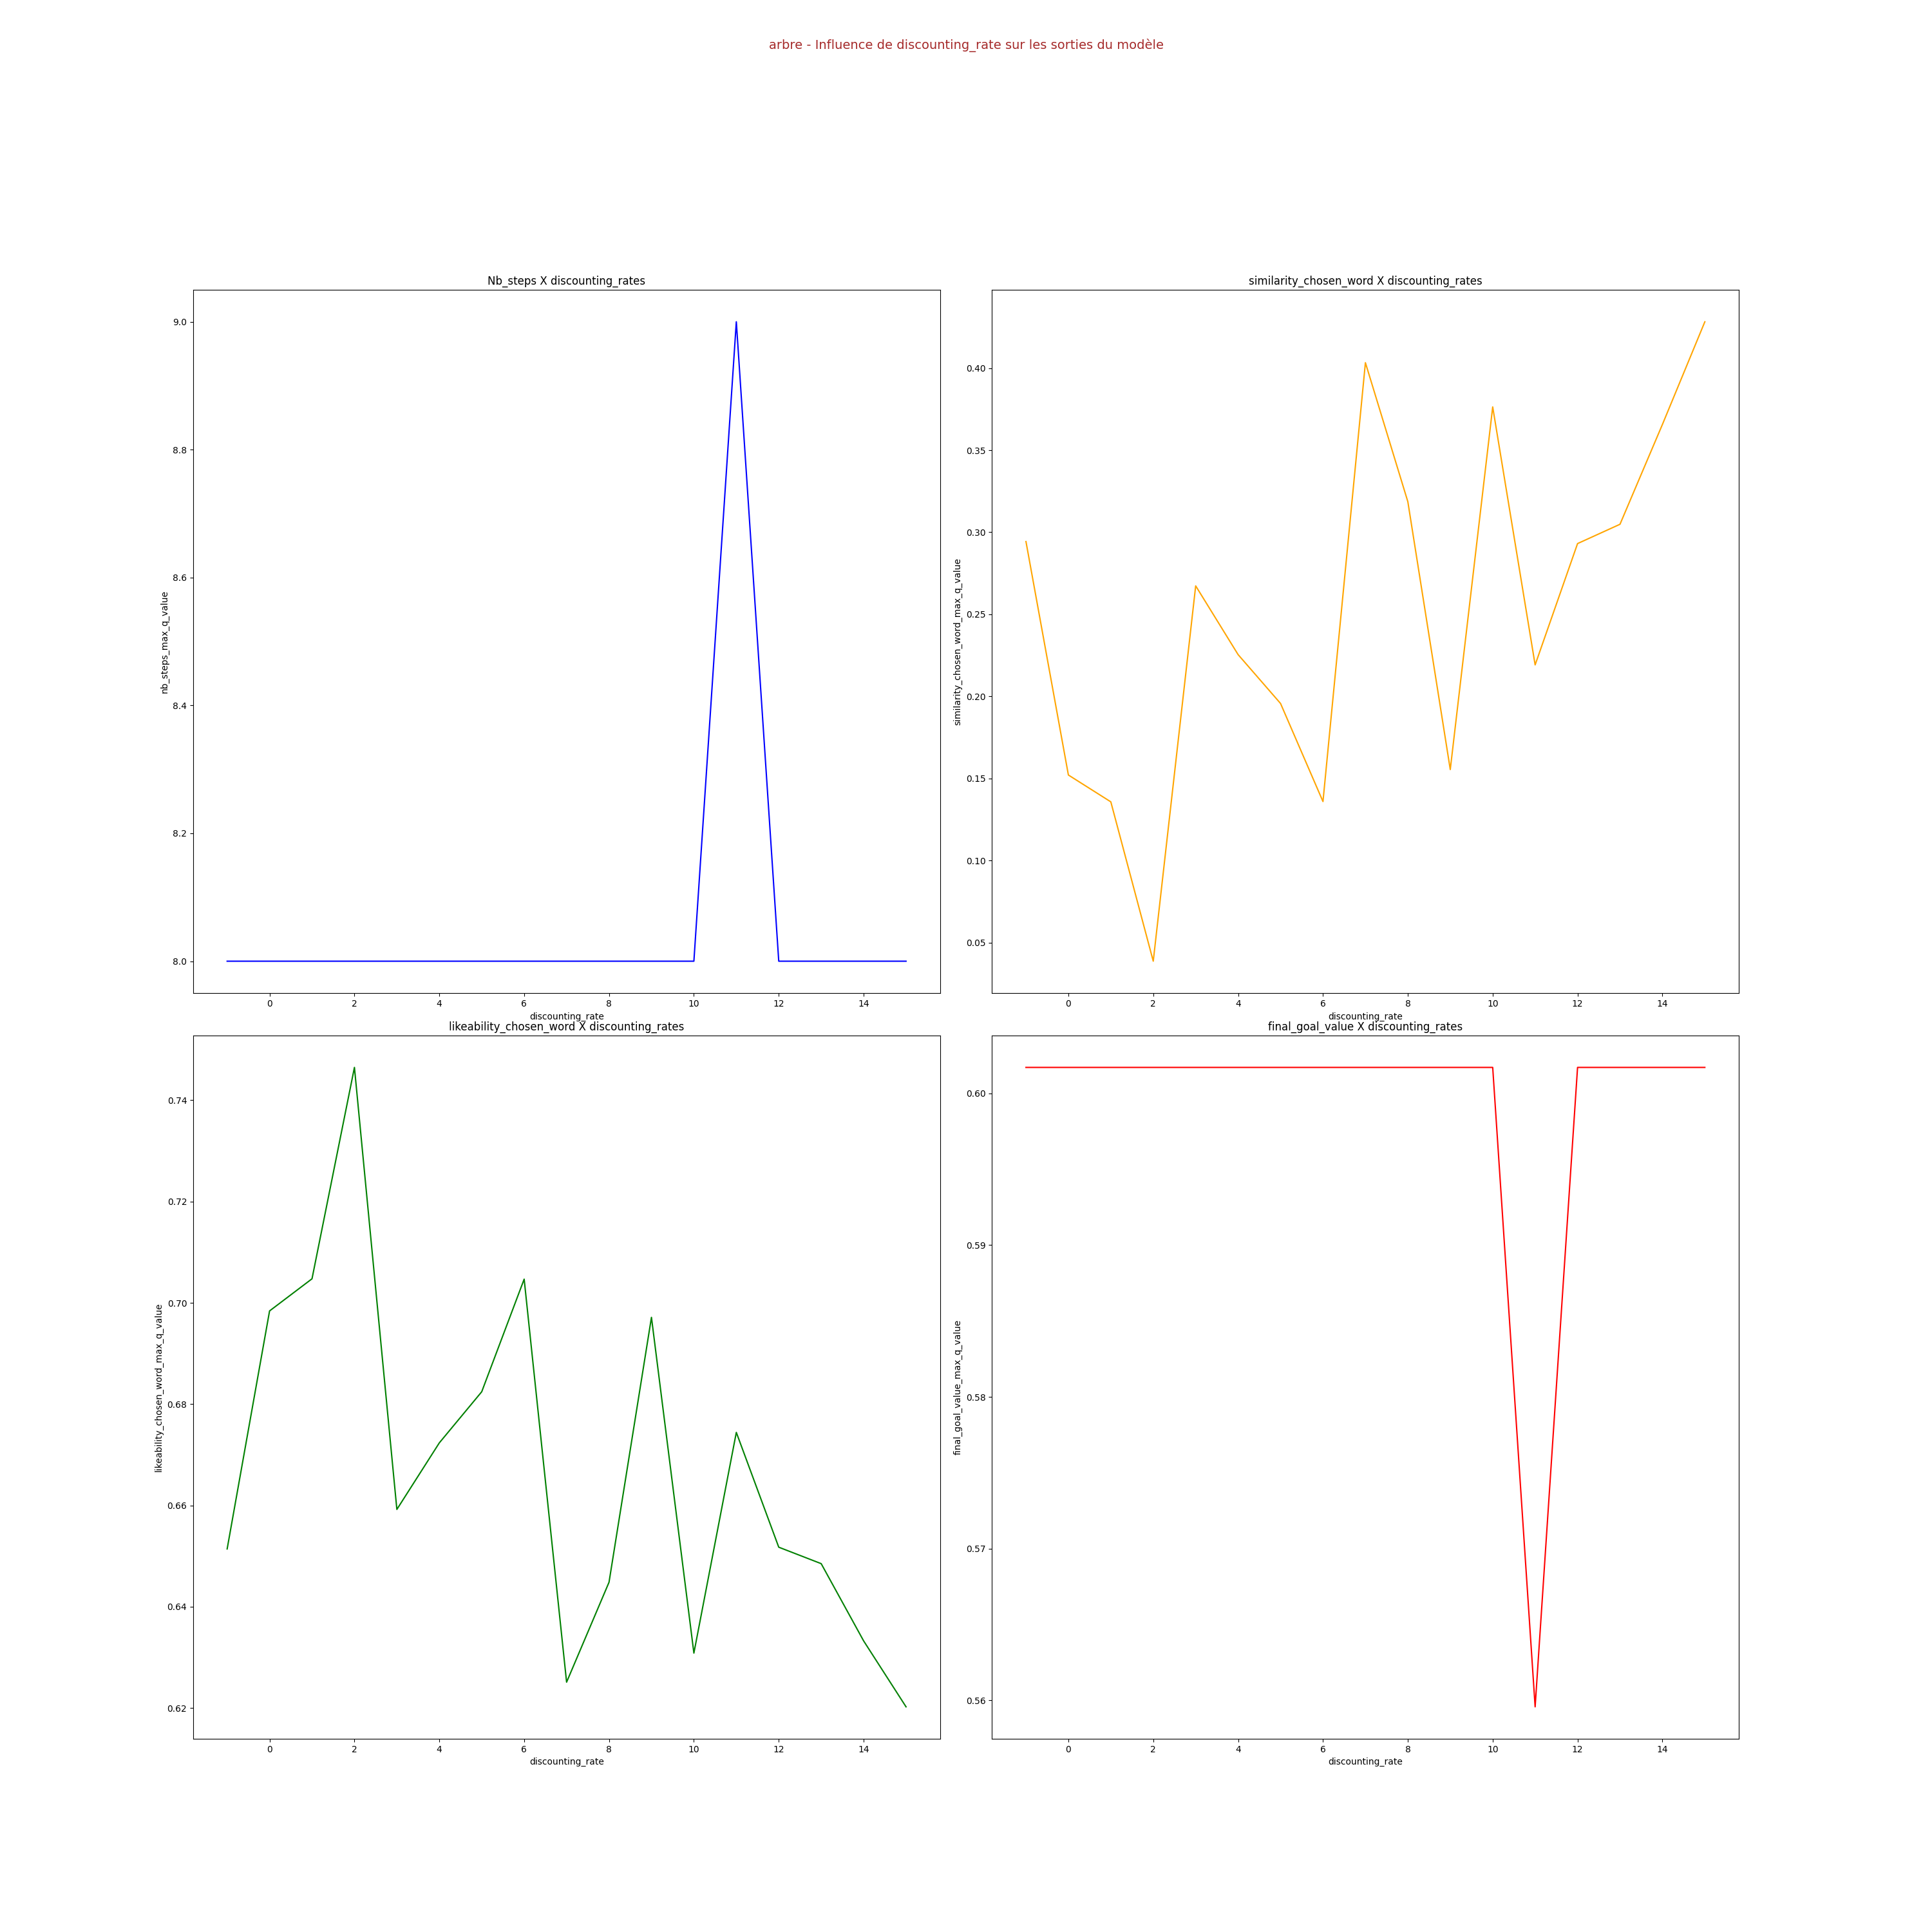 arbre - Influence de discounting_rate sur les sorties du modèle
Nb_steps X discounting_rates
9.0
8.8
8.6
8.4
8.2
8.0
nb_steps_max_q_value
0 2 4 6 8 10 12 14
discounting_rate
similarity_chosen_word X discounting_rates
0.40
0.35
0.30
0.25
0.20
0.15
0.10
0.05
similarity_chosen_word_max_q_value
0 2 4 6 8 10 12 14
discounting_rate
likeability_chosen_word X discounting_rates
0.74
0.72
0.70
0.68
0.66
0.64
0.62
likeability_chosen_word_max_q_value
0 2 4 6 8 10 12 14
discounting_rate
final_goal_value X discounting_rates
0.60
0.59
0.58
0.57
0.56
final_goal_value_max_q_value
0 2 4 6 8 10 12 14
discounting_rate